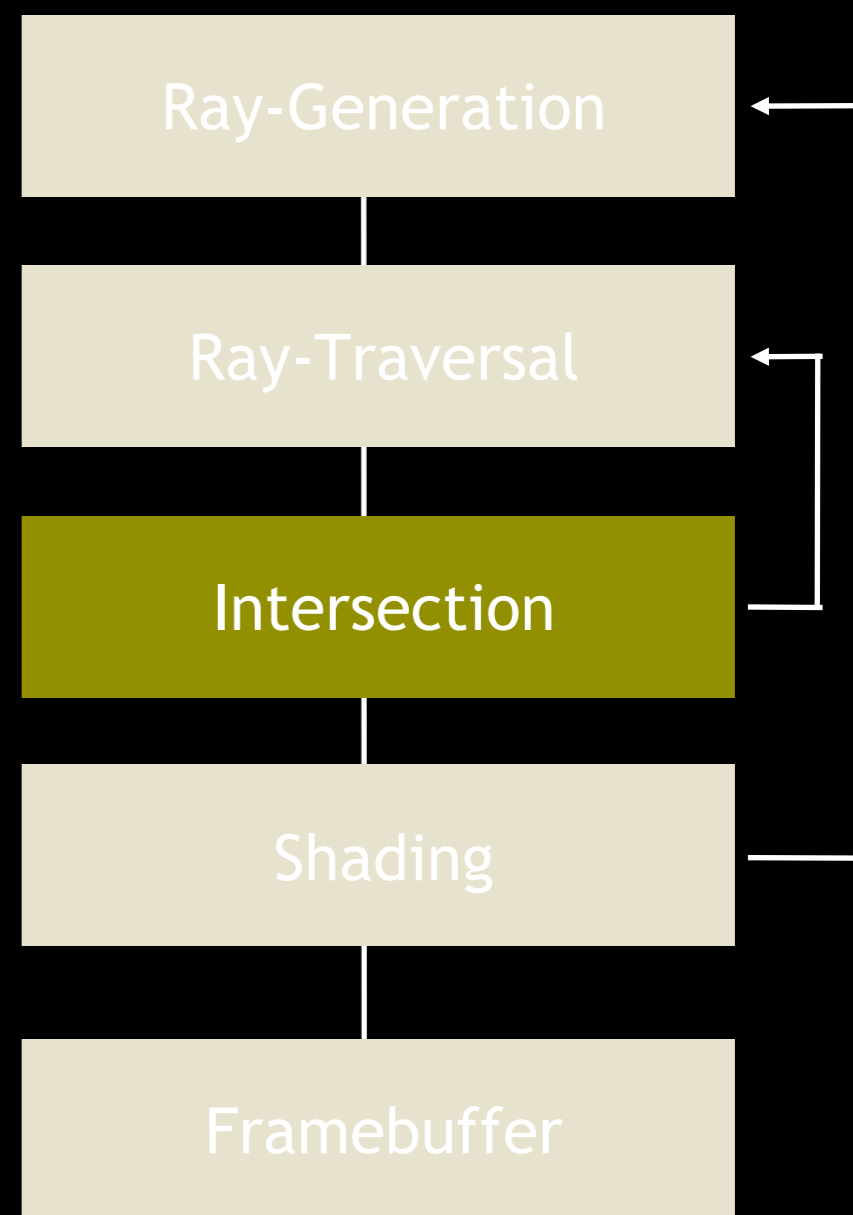 Ray-Generation
Ray-Traversal
Intersection
Shading
Framebuffer